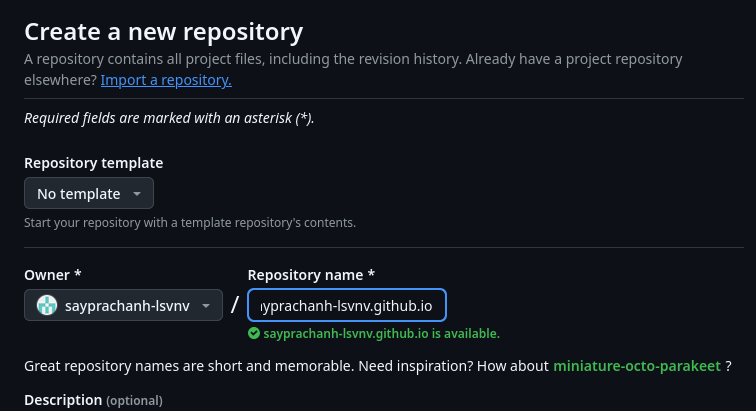 Create a new repository
A repository contains all project files, including the revision history. Already have a project repository
elsewhere? Import a repository.
Required fields are marked with an asterisk (*).
Repository template
No template
Start your repository with a template repository's contents.
Owner *
Repository name *
sayprachanh-lsvnv
/
yprachanh-lsvnv.github.io
sayprachanh-lsvnv.github.io is available.
Great repository names are short and memorable. Need inspiration? How about miniature-octo-parakeet ?
Description (optional)